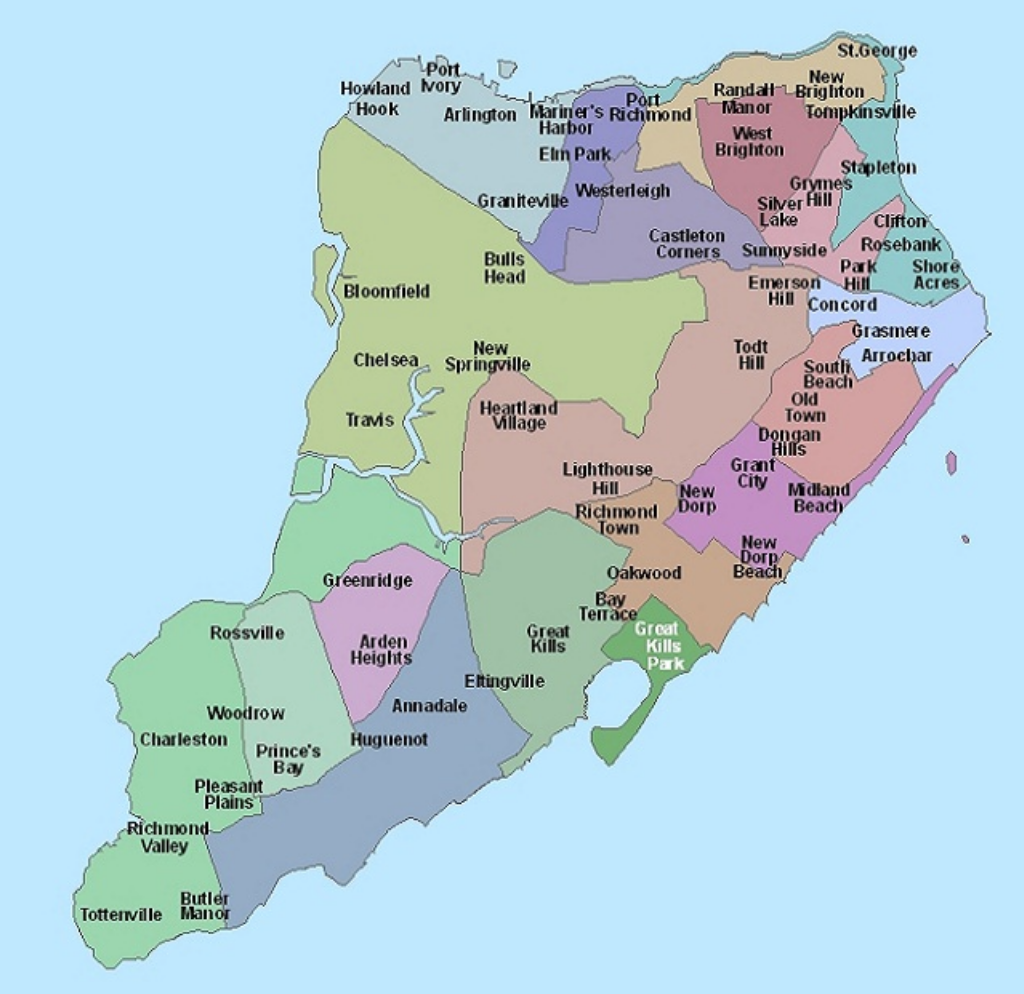 St.George
Port
Ivory
New
Brighton
Howland
Hook
Randall
Manor
Port
Richmond
Arlington
Mariner's
Harbor
Tompkinsville
West
Brighton
Elm Park
Stapleton
Grymes
Hill
Westerleigh
Graniteville
Silver
Lake
Clifton
Castleton
Corners
Sunnyside
Rosebank
Bulls
Head
Park
Hill
Shore
Acres
Emerson
Hill
Bloomfield
Concord
Grasmere
Chelsea
New
Springville
Todt
Hill
Arrochar
South
Beach
Heartland
Village
Old
Town
Travis
Dongan
Hills
Lighthouse
Hill
Grant
City
New
Dorp
Midland
Beach
Richmond
Town
New
Dorp
Beach
Greenridge
Oakwood
Bay
Terrace
Rossville
Arden
Heights
Great
Kills
Great
Kills
Park
Eltingville
Woodrow
Annadale
Charleston
Huguenot
Prince's
Bay
Pleasant
Plains
Richmond
Valley
Tottenville
Butler
Manor